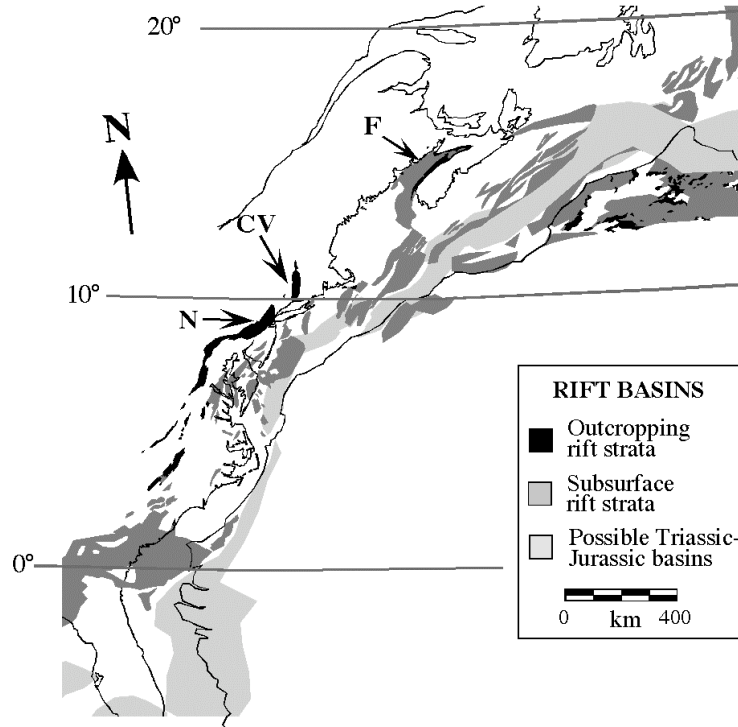 20°
N
F
CV
10°
N
RIFT BASINS
Outcropping
rift strata
Subsurface
rift strata
Possible Triassic-
Jurassic basins
0°
0 400
km